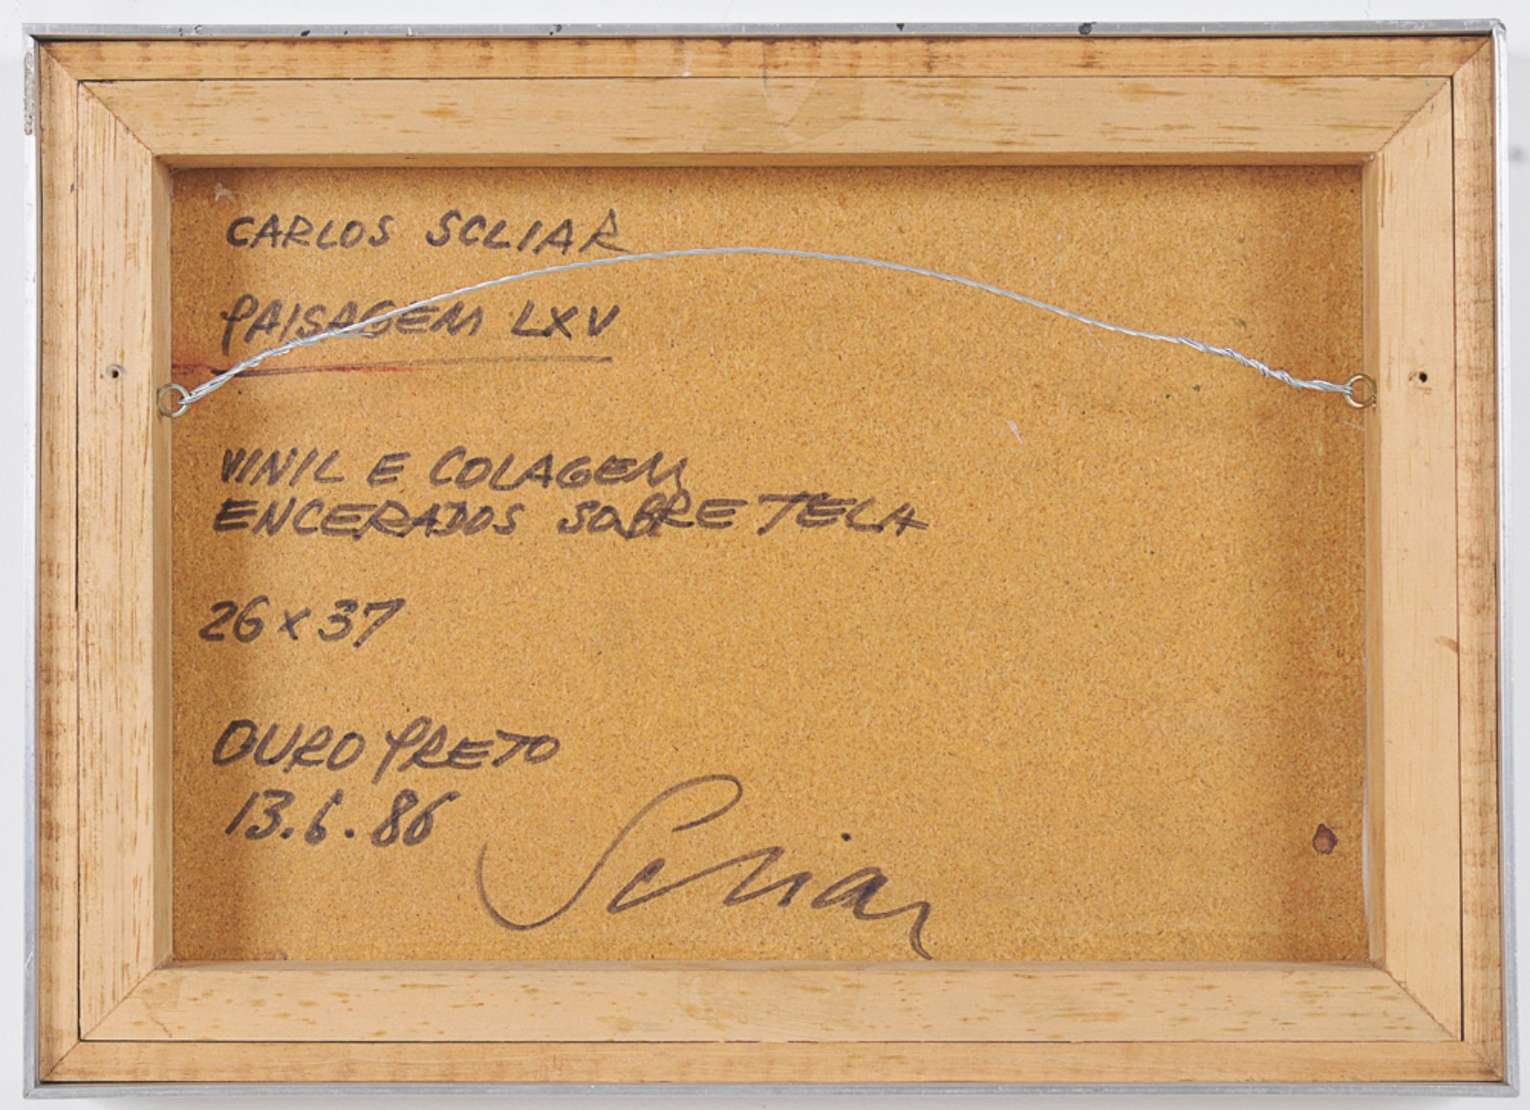 CARLOS SCLIAR
PAISAGEM LXV
VINIL E COLAGEM
ENCERADOS SOBRE TELA
26 x 37
OURO PRETO
13.6.86
Scliar